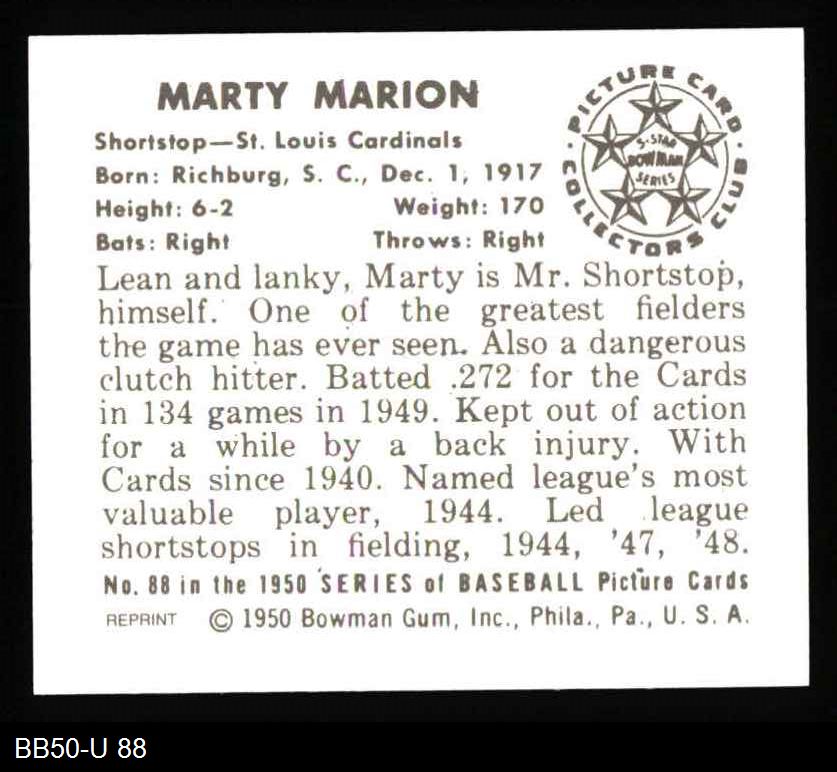 MARTY MARION
PICTURE CARD
COLLECTORS CLUB
5-STAR
BOWMAN
SERIES
Shortstop—St. Louis Cardinals
Born: Richburg, S. C., Dec. 1, 1917
Height: 6-2 Weight: 170
Bats: Right Throws: Right
Lean and lanky, Marty is Mr. Shortstop,
himself. One of the greatest fielders
the game has ever seen. Also a dangerous
clutch hitter. Batted .272 for the Cards
in 134 games in 1949. Kept out of action
for a while by a back injury. With
Cards since 1940. Named league's most
valuable player, 1944. Led league
shortstops in fielding, 1944, '47, '48.
No. 88 in the 1950 SERIES of BASEBALL Picture Cards
REPRINT © 1950 Bowman Gum, Inc., Phila., Pa., U. S. A.
BB50-U 88